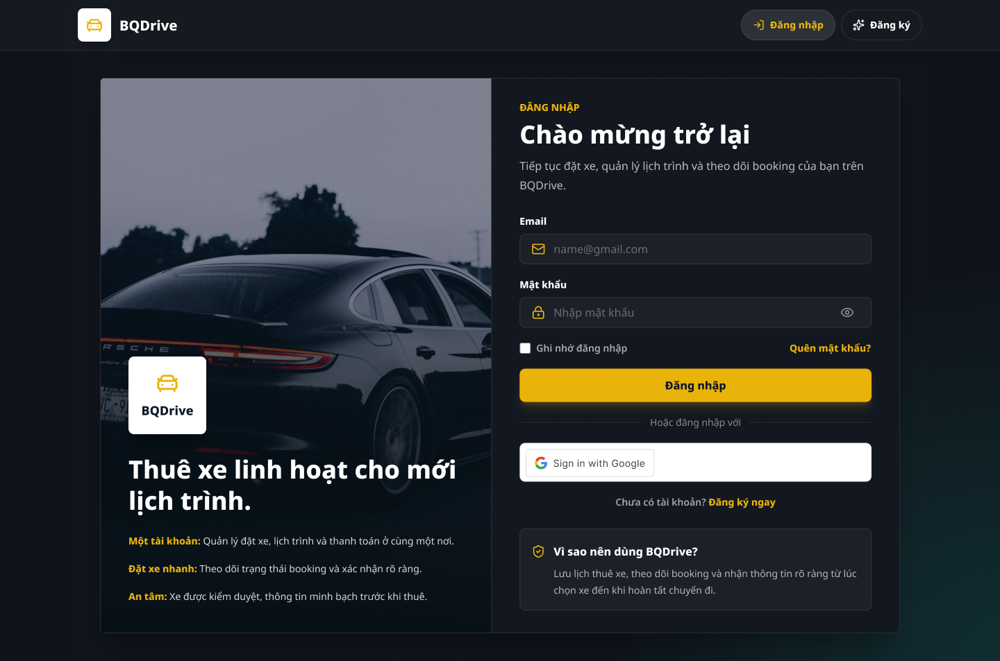 BQDrive
Đăng nhập
Đăng ký
RSCHE
BQDrive
Thuê xe linh hoạt cho mới
lịch trình.
Một tài khoản: Quản lý đặt xe, lịch trình và thanh toán ở cùng một nơi.
Đặt xe nhanh: Theo dõi trạng thái booking và xác nhận rõ ràng.
An tâm: Xe được kiểm duyệt, thông tin minh bạch trước khi thuê.
ĐĂNG NHẬP
Chào mừng trở lại
Tiếp tục đặt xe, quản lý lịch trình và theo dõi booking của bạn trên
BQDrive.
Email
name@gmail.com
Mật khẩu
Nhập mật khẩu
Ghi nhớ đăng nhập
Quên mật khẩu?
Đăng nhập
Hoặc đăng nhập với
Sign in with Google
Chưa có tài khoản? Đăng ký ngay
Vì sao nên dùng BQDrive?
Lưu lịch thuê xe, theo dõi booking và nhận thông tin rõ ràng từ lúc
chọn xe đến khi hoàn tất chuyến đi.